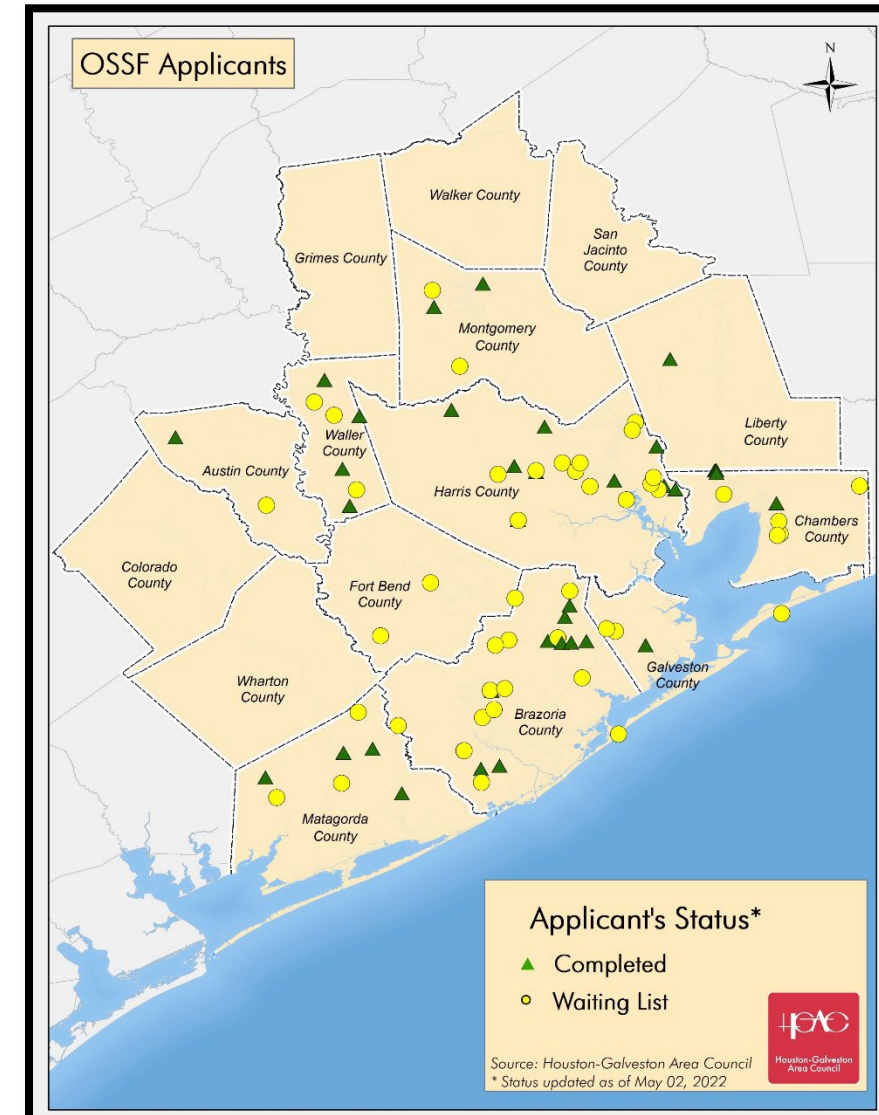 OSSF Applicants
N
Walker County
San
Jacinto
County
Grimes County
Montgomery
County
Liberty
County
Waller
County
Austin County
Harris County
Chambers
County
Colorado
County
Fort Bend
County
Galveston
County
Wharton
County
Brazoria
County
Matagorda
County
Applicant's Status*
Completed
Waiting List
HGAC
Houston-Galveston
Area Council
Source: Houston-Galveston Area Council
* Status updated as of May 02, 2022